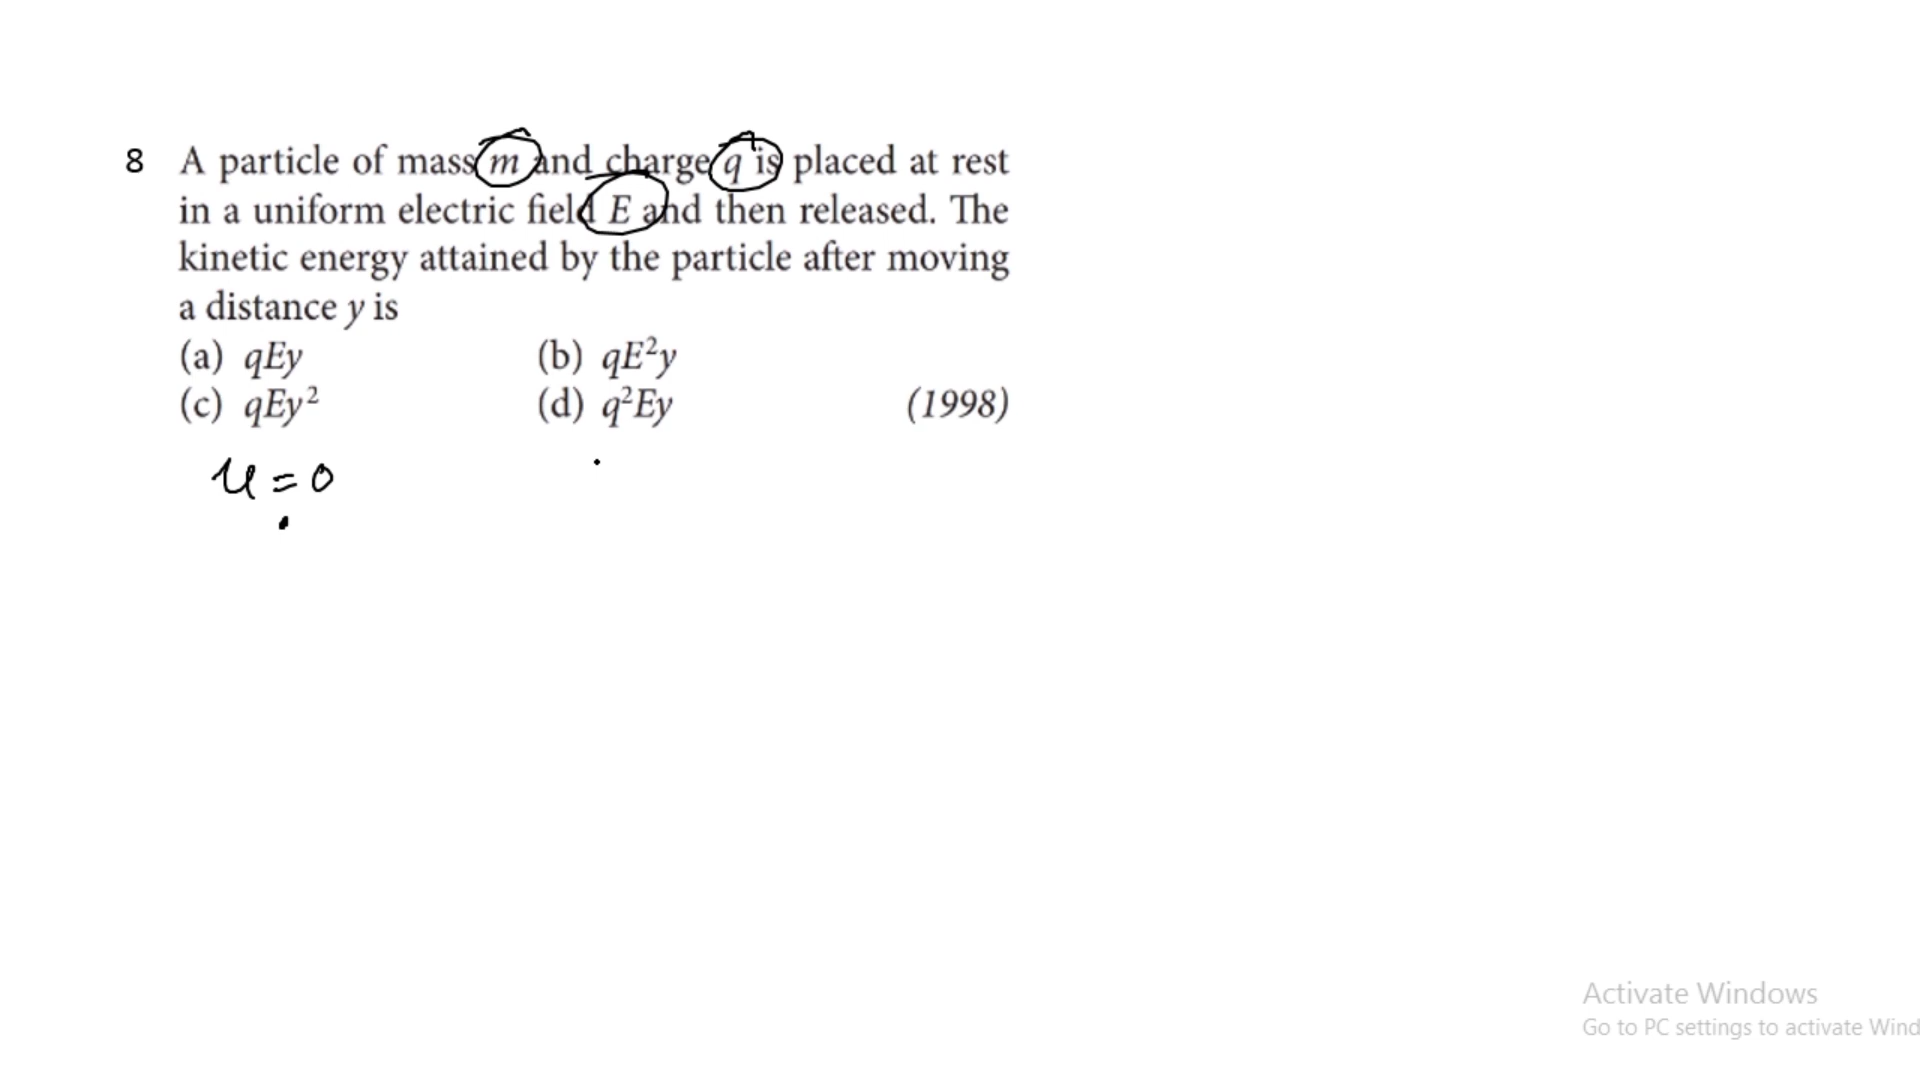 8 A particle of mass m and charge q is placed at rest
in a uniform electric field E and then released. The
kinetic energy attained by the particle after moving
a distance y is
(a) qEy (b) qE²y
(c) qEy² (d) q²Ey (1998)
u = 0
Activate Windows
Go to PC settings to activate Wind